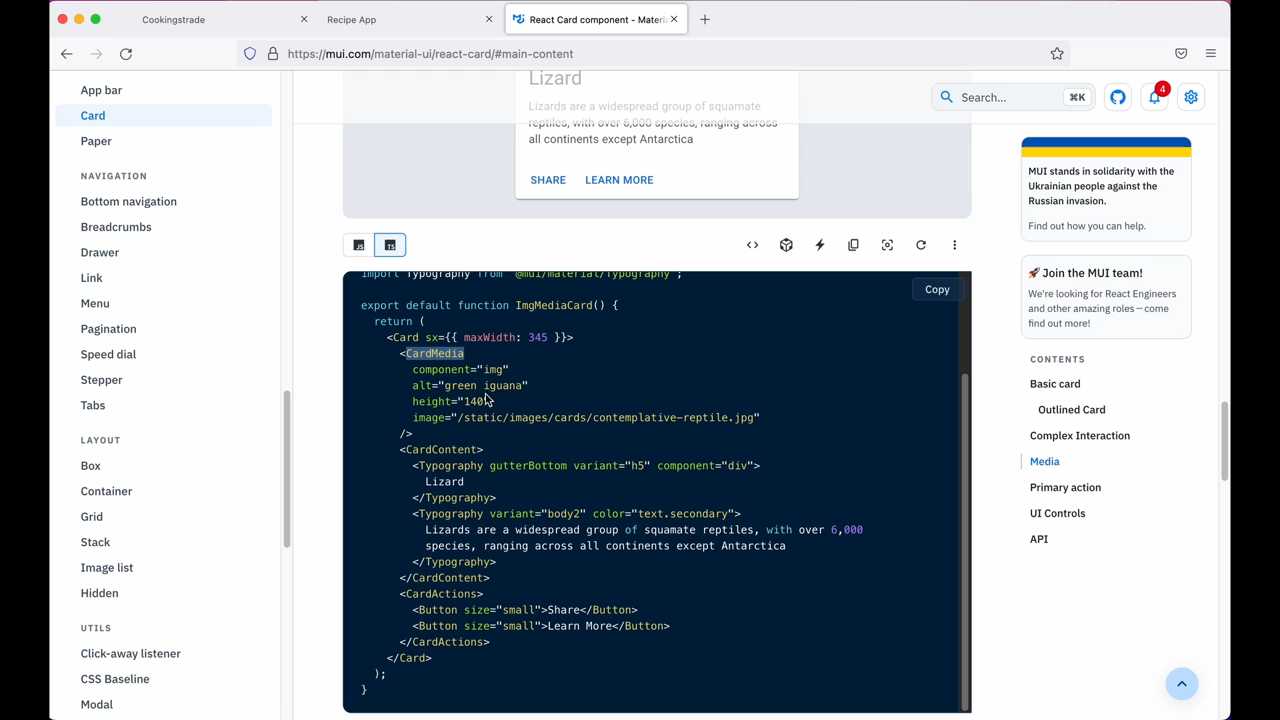 Cookingstrade
Recipe App
React Card component - Materi
https://mui.com/material-ui/react-card/#main-content
App bar
Card
Paper
NAVIGATION
Bottom navigation
Breadcrumbs
Drawer
Link
Menu
Pagination
Speed dial
Stepper
Tabs
LAYOUT
Box
Container
Grid
Stack
Image list
Hidden
UTILS
Click-away listener
CSS Baseline
Modal
Lizard
Lizards are a widespread group of squamate
reptiles, with over 6,000 species, ranging across
all continents except Antarctica
SHARE LEARN MORE
JS TS
Copy
import Typography from '@mui/material/Typography';
export default function ImgMediaCard() {
return (
<Card sx={{ maxWidth: 345 }}>
<CardMedia
component="img"
alt="green iguana"
height="140"
image="/static/images/cards/contemplative-reptile.jpg"
/>
<CardContent>
<Typography gutterBottom variant="h5" component="div">
Lizard
</Typography>
<Typography variant="body2" color="text.secondary">
Lizards are a widespread group of squamate reptiles, with over 6,000
species, ranging across all continents except Antarctica
</Typography>
</CardContent>
<CardActions>
<Button size="small">Share</Button>
<Button size="small">Learn More</Button>
</CardActions>
</Card>
);
}
Search... ⌘K
4
MUI stands in solidarity with the
Ukrainian people against the
Russian invasion.
Find out how you can help.
🚀 Join the MUI team!
We're looking for React Engineers
and other amazing roles – come
find out more!
CONTENTS
Basic card
Outlined Card
Complex Interaction
Media
Primary action
UI Controls
API